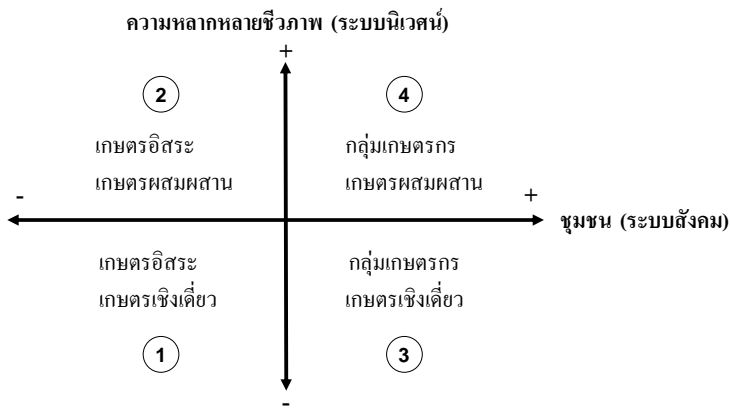 ความหลากหลายชีวภาพ (ระบบนิเวศน์)
+
2
4
เกษตรอิสระ
เกษตรผสมผสาน
กลุ่มเกษตรกร
เกษตรผสมผสาน
-
+
ชุมชน (ระบบสังคม)
เกษตรอิสระ
เกษตรเชิงเดี่ยว
กลุ่มเกษตรกร
เกษตรเชิงเดี่ยว
1
3
-